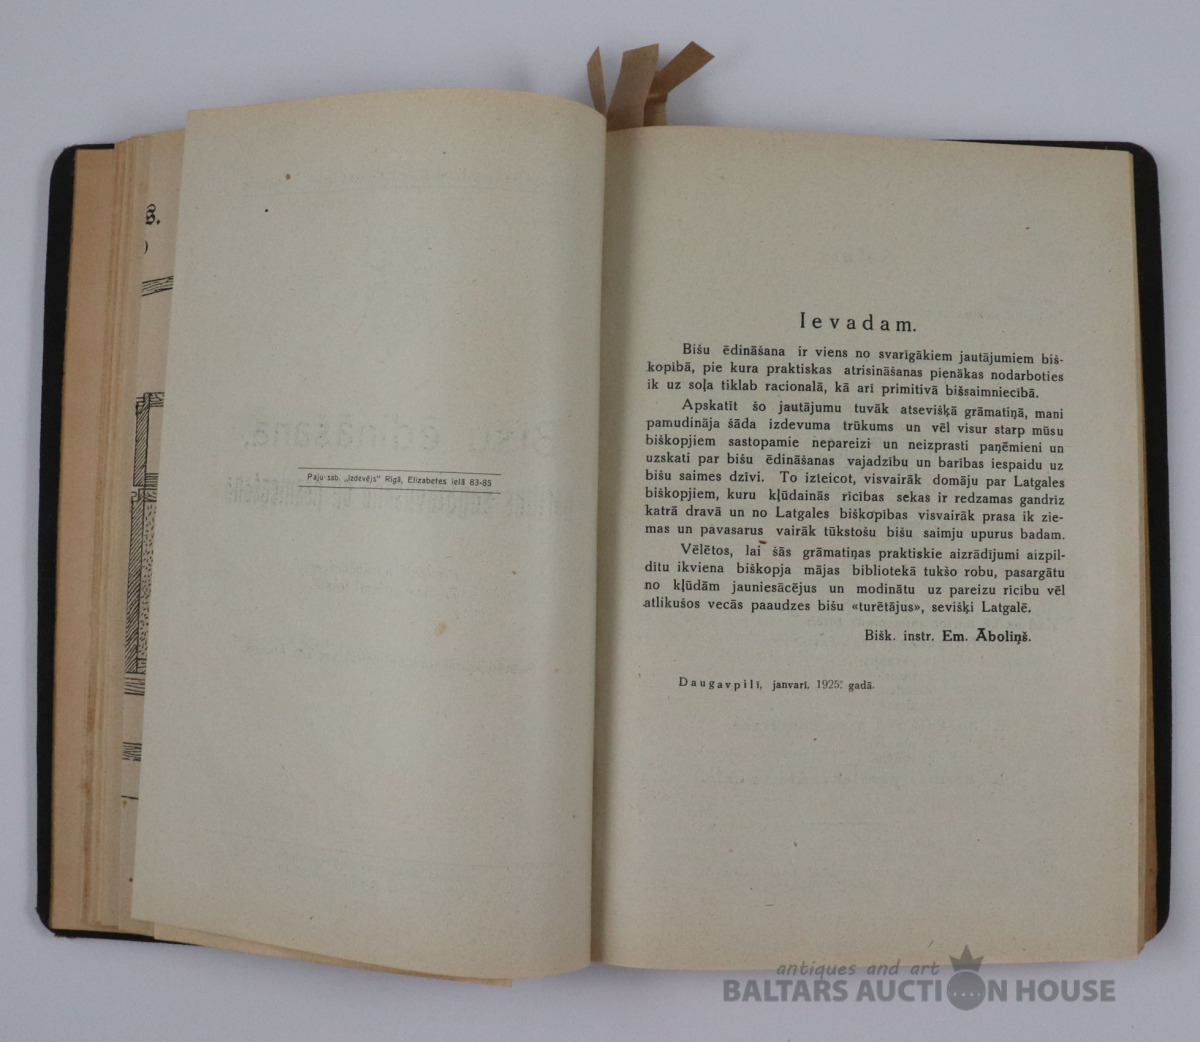 s.
)
Bišu ēdināšana.
Paju-sab. „Izdevējs" Rīgā, Elizabetes ielā 83-85
Ievadam.
Bišu ēdināšana ir viens no svarīgākiem jautājumiem biš-
kopibā, pie kura praktiskas atrisināšanas pienākas nodarboties
ik uz soļa tiklab racionalā, kā arī primitivā bišsaimniecībā.
Apskatīt šo jautājumu tuvāk atsevišķā grāmatiņā, mani
pamudināja šāda izdevuma trūkums un vēl visur starp mūsu
biškopjiem sastopamie nepareizi un neizprasti paņēmieni un
uzskati par bišu ēdināšanas vajadzību un barības iespaidu uz
bišu saimes dzīvi. To izteicot, visvairāk domāju par Latgales
biškopjiem, kuru kļūdainās rīcības sekas ir redzamas gandrīz
katrā dravā un no Latgales biškopības visvairāk prasa ik zie-
mas un pavasarus vairāk tūkstošu bišu saimju upurus badam.
Vēlētos, lai šās grāmatiņas praktiskie aizrādījumi aizpil-
dītu ikviena biškopja mājas bibliotekā tukšo robu, pasargātu
no kļūdām jauniesācējus un modinātu uz pareizu rīcību vēl
atlikušos vecās paaudzes bišu «turētājus», sevišķi Latgalē.
Bišk. instr. Em. Āboliņš.
Daugavpilī, janvarī, 1925. gadā.
antiques and art
BALTARS AUCTION HOUSE